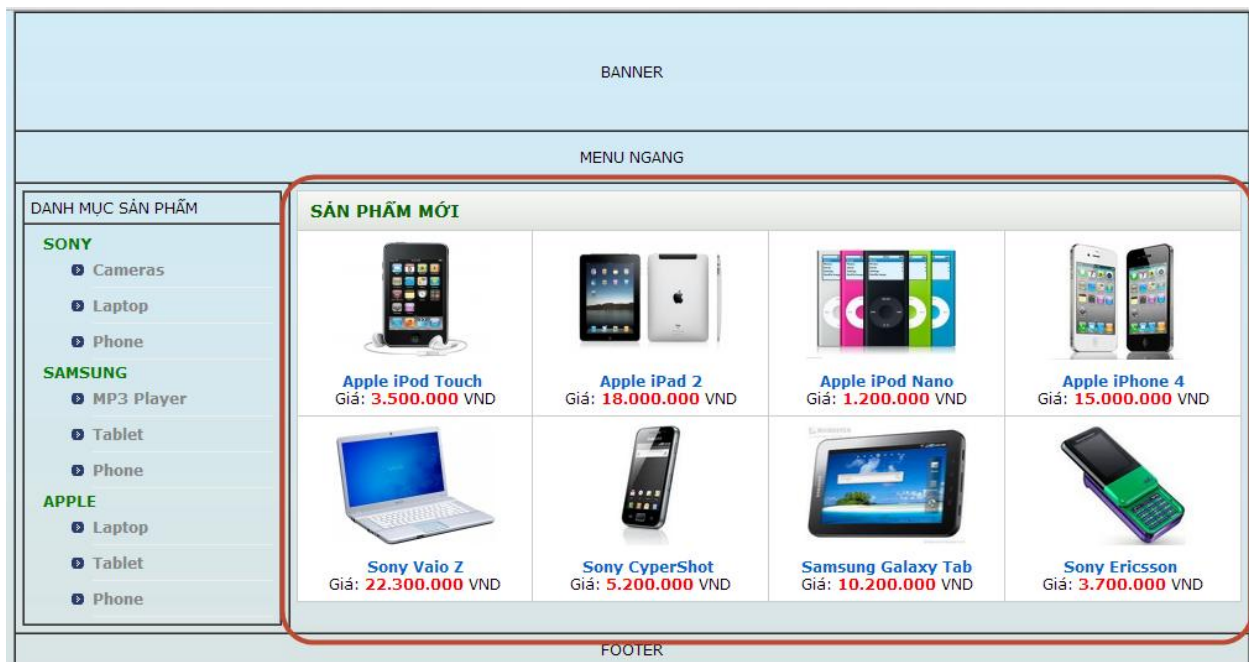 BANNER
MENU NGANG
DANH MỤC SẢN PHẨM
SONY
Cameras
Laptop
Phone
SAMSUNG
MP3 Player
Tablet
Phone
APPLE
Laptop
Tablet
Phone
SẢN PHẨM MỚI
Apple iPod Touch
Giá: 3.500.000 VND
Apple iPad 2
Giá: 18.000.000 VND
Apple iPod Nano
Giá: 1.200.000 VND
Apple iPhone 4
Giá: 15.000.000 VND
Sony Vaio Z
Giá: 22.300.000 VND
Sony CyperShot
Giá: 5.200.000 VND
Samsung Galaxy Tab
Giá: 10.200.000 VND
Sony Ericsson
Giá: 3.700.000 VND
FOOTER